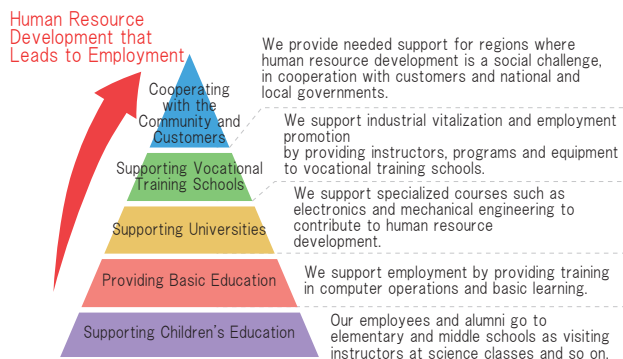 Human Resource
Development that
Leads to Employment
We provide needed support for regions where
human resource development is a social challenge,
in cooperation with customers and national and
local governments.
Cooperating
with the
Community and
Customers
We support industrial vitalization and employment
promotion
by providing instructors, programs and equipment
to vocational training schools.
Supporting Vocational
Training Schools
We support specialized courses such as
electronics and mechanical engineering to
contribute to human resource
development.
Supporting Universities
We support employment by providing training
in computer operations and basic learning.
Providing Basic Education
Our employees and alumni go to
elementary and middle schools as visiting
instructors at science classes and so on.
Supporting Children's Education